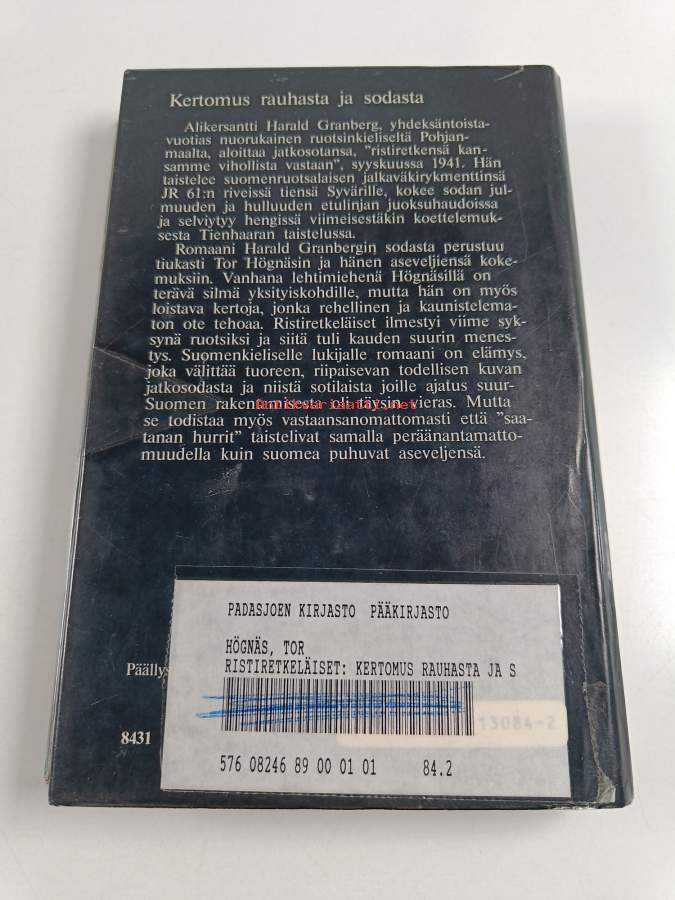 Kertomus rauhasta ja sodasta
Alikersantti Harald Granberg, yhdeksäntoista-
vuotias nuorukainen ruotsinkieliseltä Pohjan-
maalta, aloittaa jatkosotansa, "ristiretkensä kan-
samme vihollista vastaan", syyskuussa 1941. Hän
taistelee suomenruotsalaisen jalkaväkirykmenttinsä
JR 61:n riveissä tiensä Syvärille, kokee sodan jul-
muuden ja hulluuden etulinjan juoksuhaudoissa
ja selviytyy hengissä viimeisestäkin koettelemuk-
sesta Tienhaaran taistelussa.
Romaani Harald Granbergin sodasta perustuu
tiukasti Tor Högnäsin ja hänen aseveljiensä koke-
muksiin. Vanhana lehtimiehenä Högnäsillä on
terävä silmä yksityiskohdille, mutta hän on myös
loistava kertoja, jonka rehellinen ja kaunistelema-
ton ote tehoaa. Ristiretkeläiset ilmestyi viime syk-
synä ruotsiksi ja siitä tuli kauden suurin menes-
tys. Suomenkieliselle lukijalle romaani on elämys,
joka välittää tuoreen, riipaisevan todellisen kuvan
jatkosodasta ja niistä sotilaista joille ajatus suur-
Suomen rakentamisesta oli täysin vieras. Mutta
Antikvariaatti.net
se todistaa myös vastaansanomattomasti että "saa-
tanan hurrit" taistelivat samalla peräänantamatto-
muudella kuin suomea puhuvat aseveljensä.
PADASJOEN KIRJASTO PÄÄKIRJASTO
HÖGNÄS, TOR
RISTIRETKELÄISET: KERTOMUS RAUHASTA JA S
Päällys
13084-2
8431
576 08246 89 00 01 01 84.2